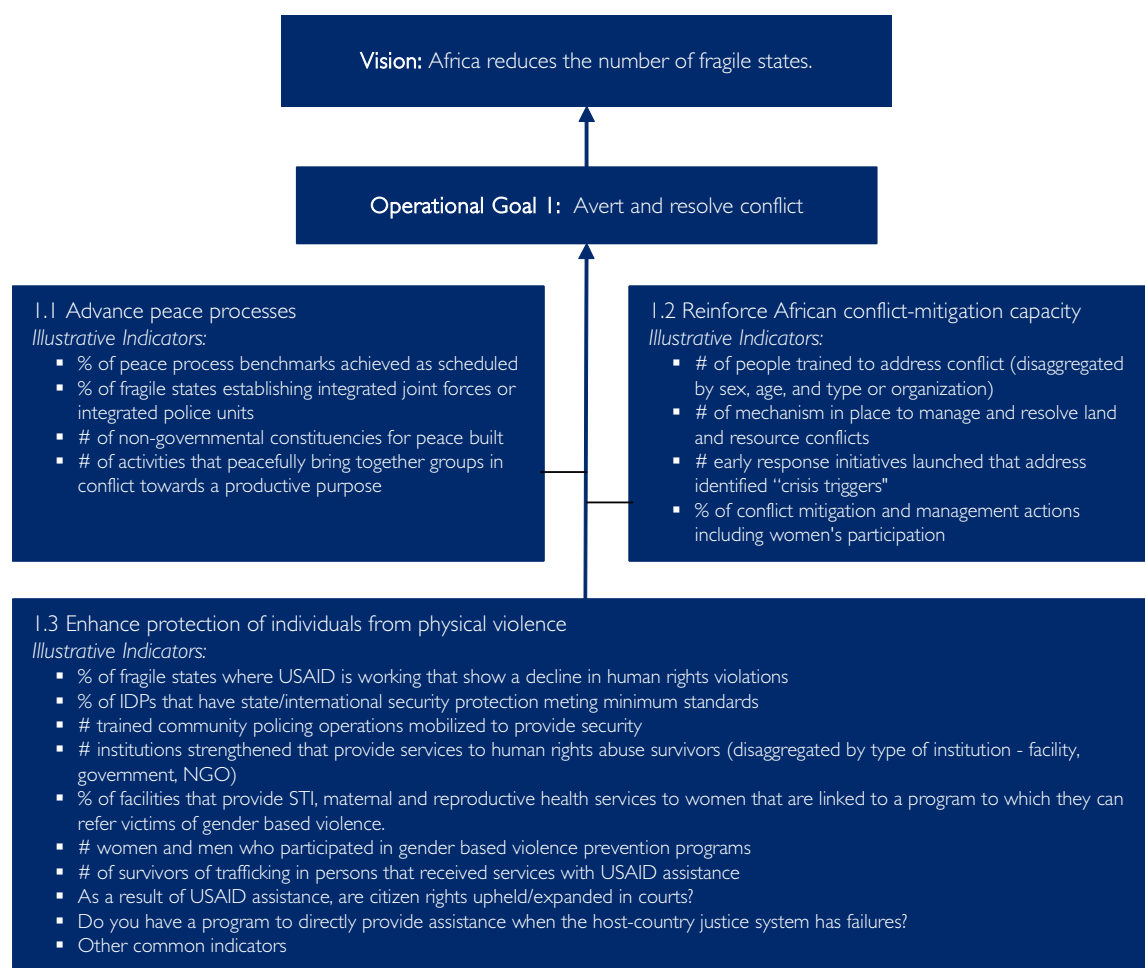 Vision: Africa reduces the number of fragile states.
Operational Goal 1: Avert and resolve conflict
1.1 Advance peace processes
Illustrative Indicators:
▪ % of peace process benchmarks achieved as scheduled
▪ % of fragile states establishing integrated joint forces or
integrated police units
▪ # of non-governmental constituencies for peace built
▪ # of activities that peacefully bring together groups in
conflict towards a productive purpose
1.2 Reinforce African conflict-mitigation capacity
Illustrative Indicators:
▪ # of people trained to address conflict (disaggregated
by sex, age, and type or organization)
▪ # of mechanism in place to manage and resolve land
and resource conflicts
▪ # early response initiatives launched that address
identified “crisis triggers"
▪ % of conflict mitigation and management actions
including women's participation
1.3 Enhance protection of individuals from physical violence
Illustrative Indicators:
▪ % of fragile states where USAID is working that show a decline in human rights violations
▪ % of IDPs that have state/international security protection meting minimum standards
▪ # trained community policing operations mobilized to provide security
▪ # institutions strengthened that provide services to human rights abuse survivors (disaggregated by type of institution - facility,
government, NGO)
▪ % of facilities that provide STI, maternal and reproductive health services to women that are linked to a program to which they can
refer victims of gender based violence.
▪ # women and men who participated in gender based violence prevention programs
▪ # of survivors of trafficking in persons that received services with USAID assistance
▪ As a result of USAID assistance, are citizen rights upheld/expanded in courts?
▪ Do you have a program to directly provide assistance when the host-country justice system has failures?
▪ Other common indicators